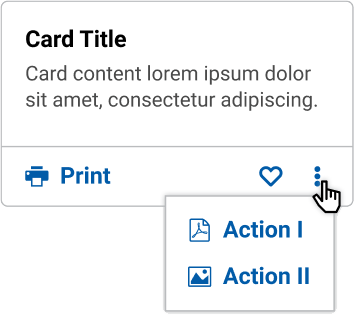 Card Title
Card content lorem ipsum dolor
sit amet, consectetur adipiscing.
Print
Action I
Action II